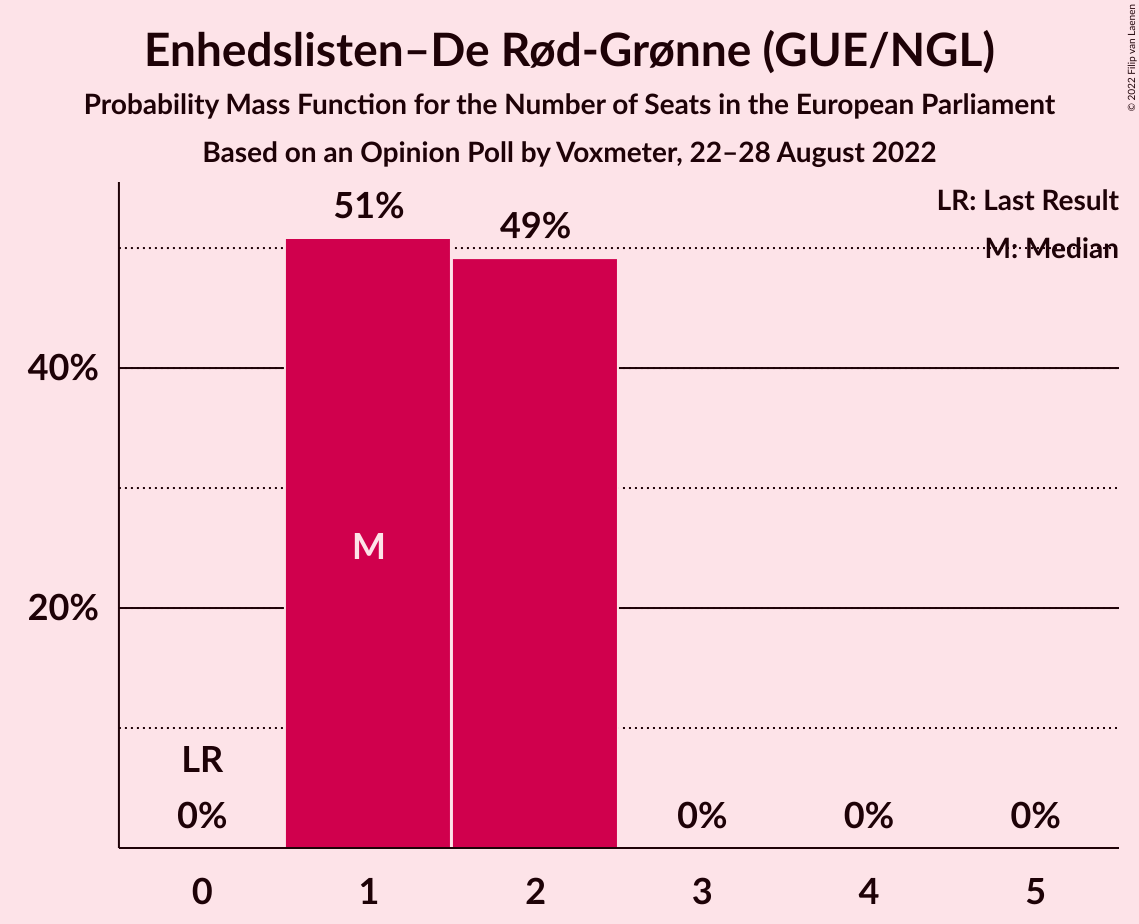 Enhedslisten–De Rød-Grønne (GUE/NGL)
Probability Mass Function for the Number of Seats in the European Parliament
Based on an Opinion Poll by Voxmeter, 22–28 August 2022
© 2022 Filip van Laenen
LR: Last Result
M: Median
51%
49%
40%
20%
M
LR
0%
0%
0%
0%
0
1
2
3
4
5